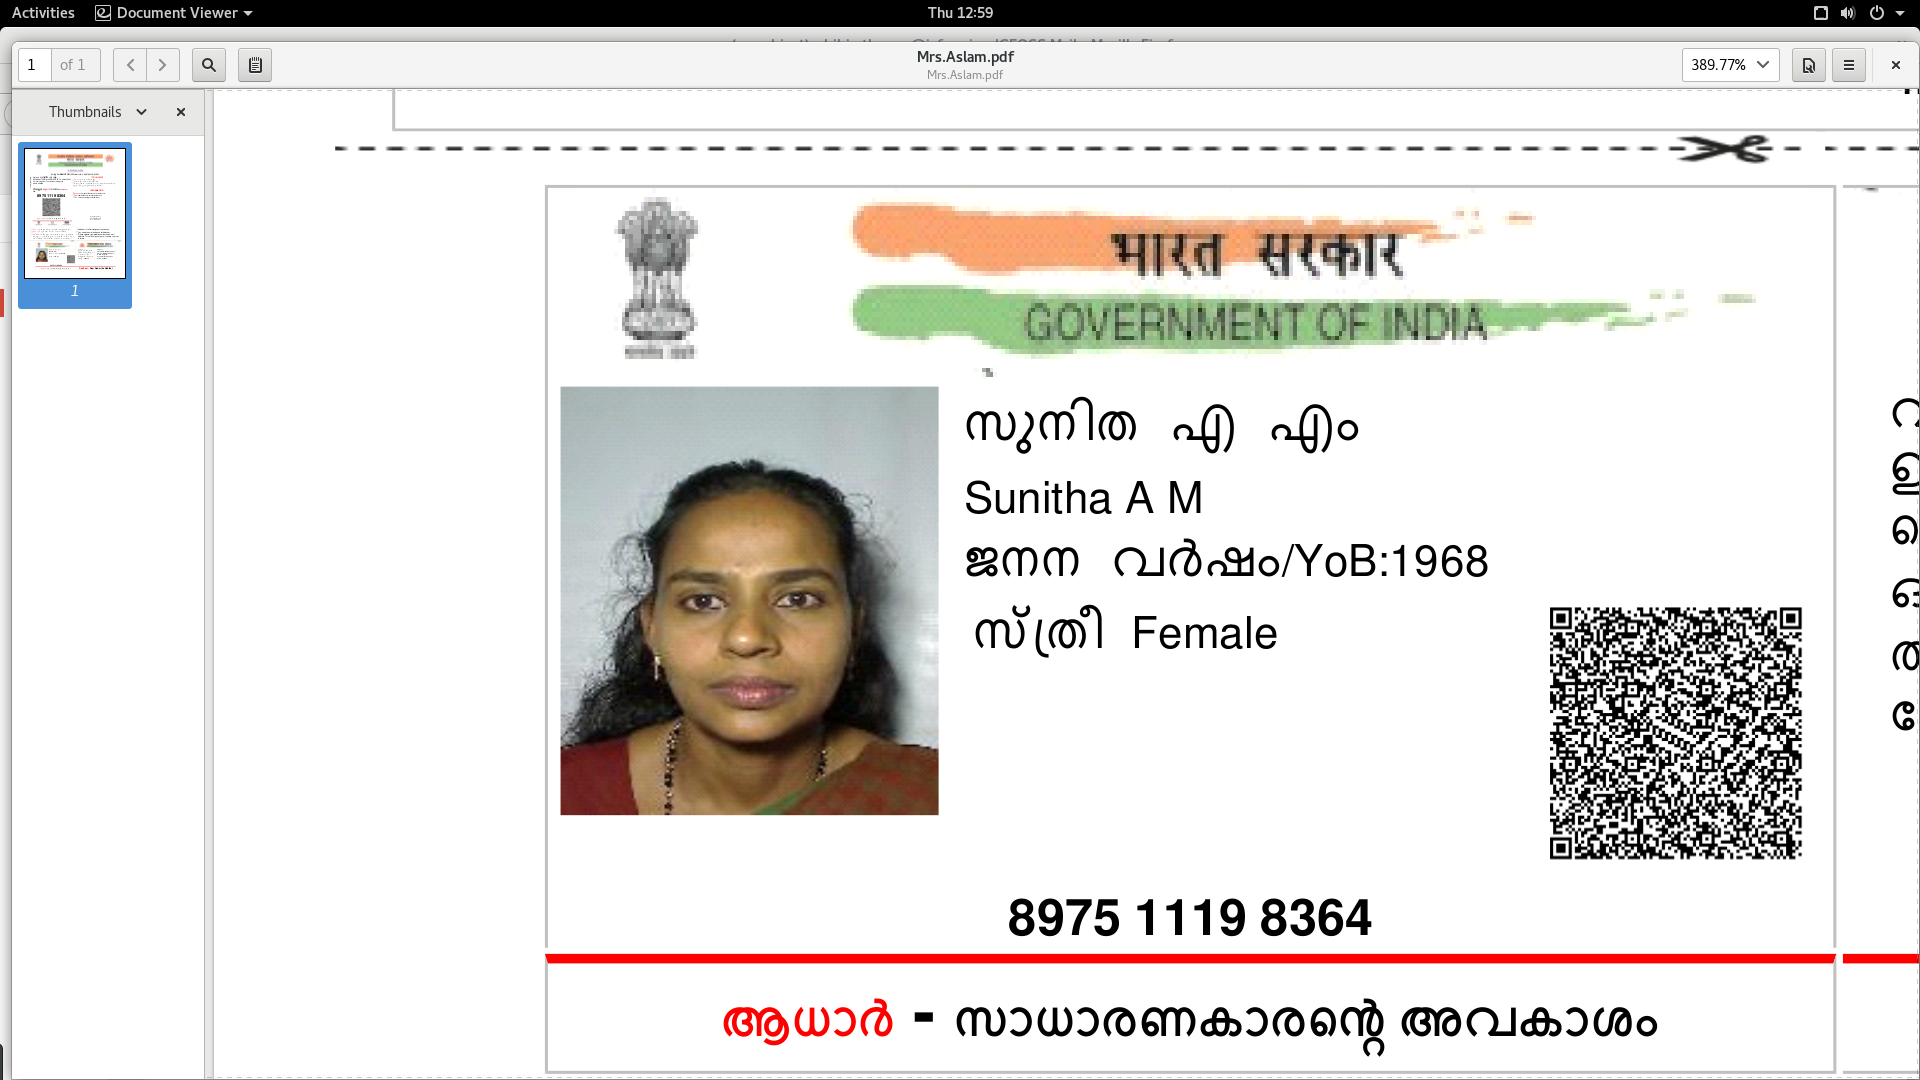 Activities Document Viewer Thu 12:59
1 of 1 Mrs.Aslam.pdf 389.77%
Mrs.Aslam.pdf
Thumbnails
1
भारत सरकार
GOVERNMENT OF INDIA
സുനിത എ എം
Sunitha A M
ജനന വർഷം/YoB:1968
സ്ത്രീ Female
8975 1119 8364
ആധാർ - സാധാരണകാരന്റെ അവകാശം